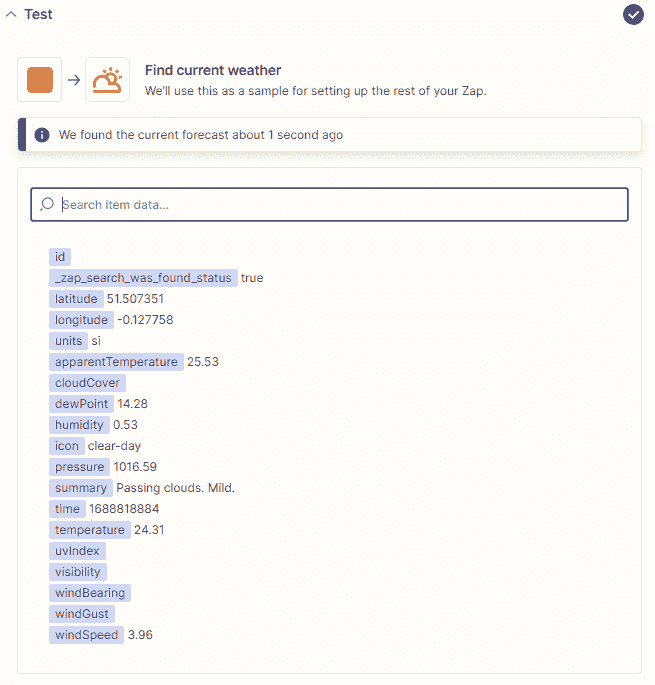 Test
Find current weather
We'll use this as a sample for setting up the rest of your Zap.
We found the current forecast about 1 second ago
Search item data...
id
_zap_search_was_found_status true
latitude 51.507351
longitude -0.127758
units si
apparentTemperature 25.53
cloudCover
dewPoint 14.28
humidity 0.53
icon clear-day
pressure 1016.59
summary Passing clouds. Mild.
time 1688818884
temperature 24.31
uvIndex
visibility
windBearing
windGust
windSpeed 3.96